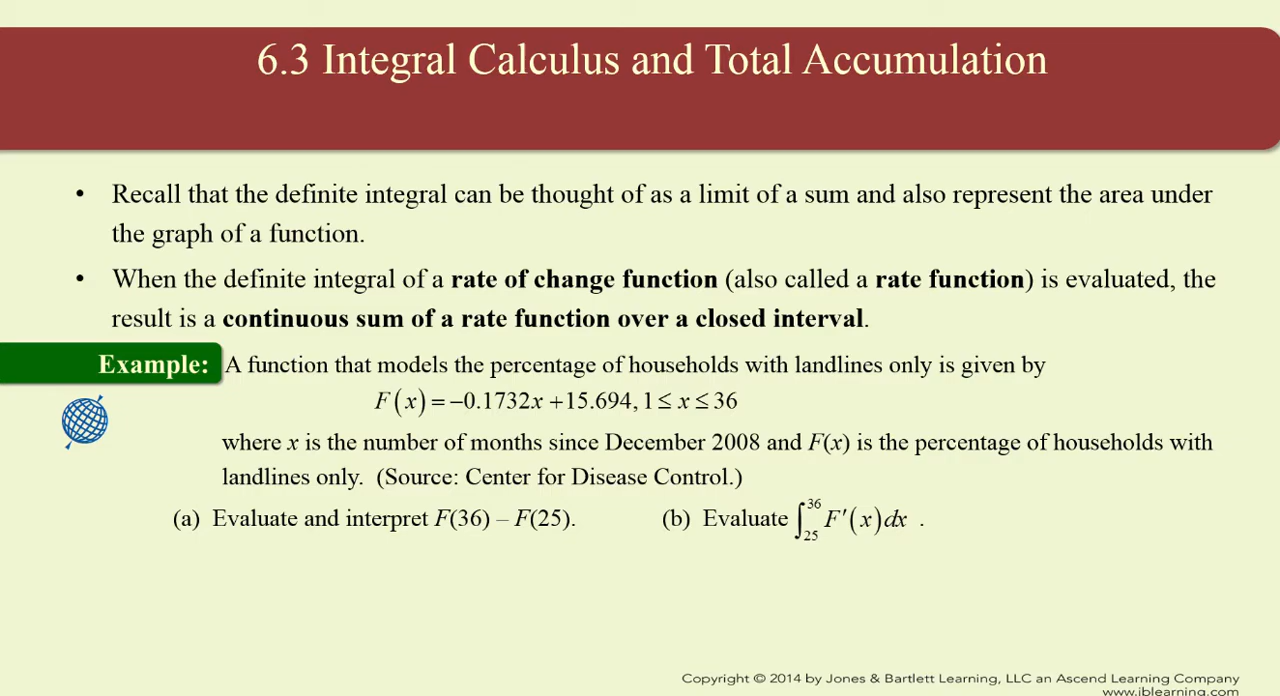 6.3 Integral Calculus and Total Accumulation
• Recall that the definite integral can be thought of as a limit of a sum and also represent the area under
the graph of a function.
• When the definite integral of a rate of change function (also called a rate function) is evaluated, the
result is a continuous sum of a rate function over a closed interval.
Example: A function that models the percentage of households with landlines only is given by
F(x) = −0.1732x + 15.694, 1 ≤ x ≤ 36
where x is the number of months since December 2008 and F(x) is the percentage of households with
landlines only. (Source: Center for Disease Control.)
(a) Evaluate and interpret F(36) – F(25). (b) Evaluate ∫₂₅³⁶ F′(x)dx .
Copyright © 2014 by Jones & Bartlett Learning, LLC an Ascend Learning Company
www.jblearning.com